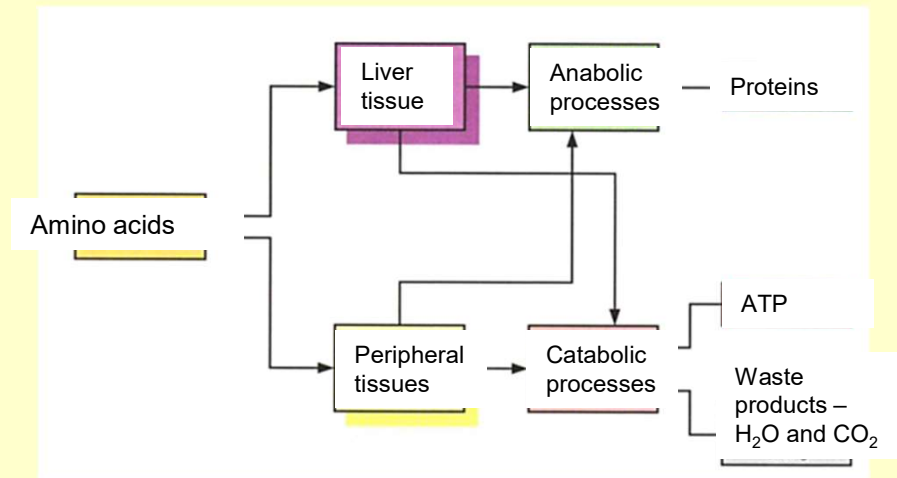 Liver
tissue
Anabolic
processes
Proteins
Amino acids
Peripheral
tissues
Catabolic
processes
ATP
Waste
products –
H₂O and CO₂